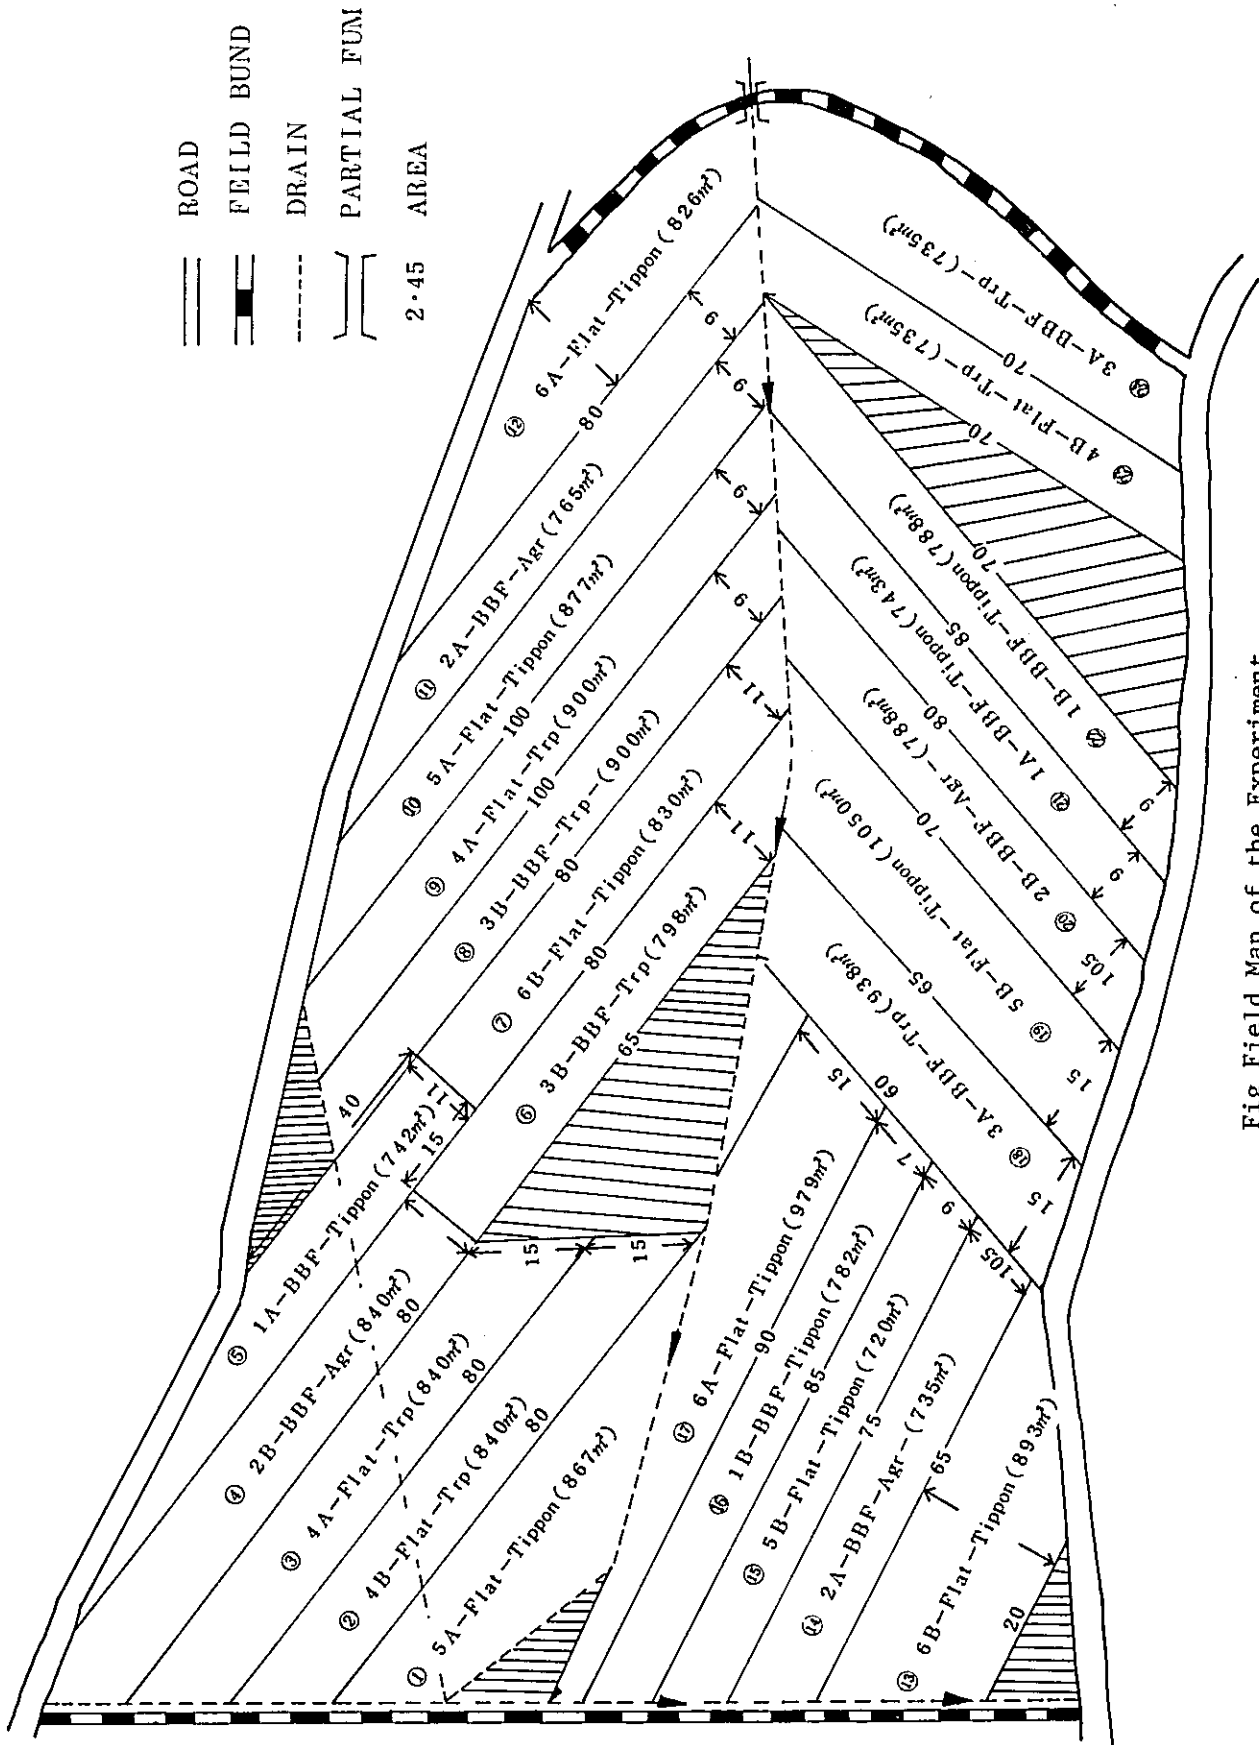 ROAD
FEILD BUND
DRAIN
PARTIAL FUM
2·45 AREA
① 5A-Flat-Tippon(867m²)
② 4B-Flat-Trp(840m²)
80
③ 4A-Flat-Trp(840m²)
80
④ 2B-BBF-Agr(840m²)
80
⑤ 1A-BBF-Tippon(742m²)
40
11
15
15
15
⑥ 3B-BBF-Trp(798m²)
65
11
⑦ 6B-Flat-Tippon(830m²)
80
11
⑧ 3B-BBF-Trp-(900m²)
80
9
⑨ 4A-Flat-Trp(900m²)
100
9
⑩ 5A-Flat-Tippon(877m²)
100
9
⑪ 2A-BBF-Agr(765m²)
80
9
⑫ 6A-Flat-Tippon(826m²)
⑬ 6B-Flat-Tippon(893m²)
20
⑭ 2A-BBF-Agr-(735m²)
65
105
⑮ 5B-Flat-Tippon(720m²)
75
9
⑯ 1B-BBF-Tippon(782m²)
85
7
⑰ 6A-Flat-Tippon(979m²)
90
15
60
⑱ 3A-BBF-Trp(938m²)
65
15
⑲ 5B-Flat-Tippon(1050m²)
70
15
⑳ 2B-BBF-Agr-(788m²)
80
105
㉑ 1A-BBF-Tippon(743m²)
85
9
1B-BBF-Tippon(788m²)
70
9
㉓ 4B-Flat-Trp-(735m²)
70
3A-BBF-Trp-(735m²)
70
Fig Field Map of the Experiment